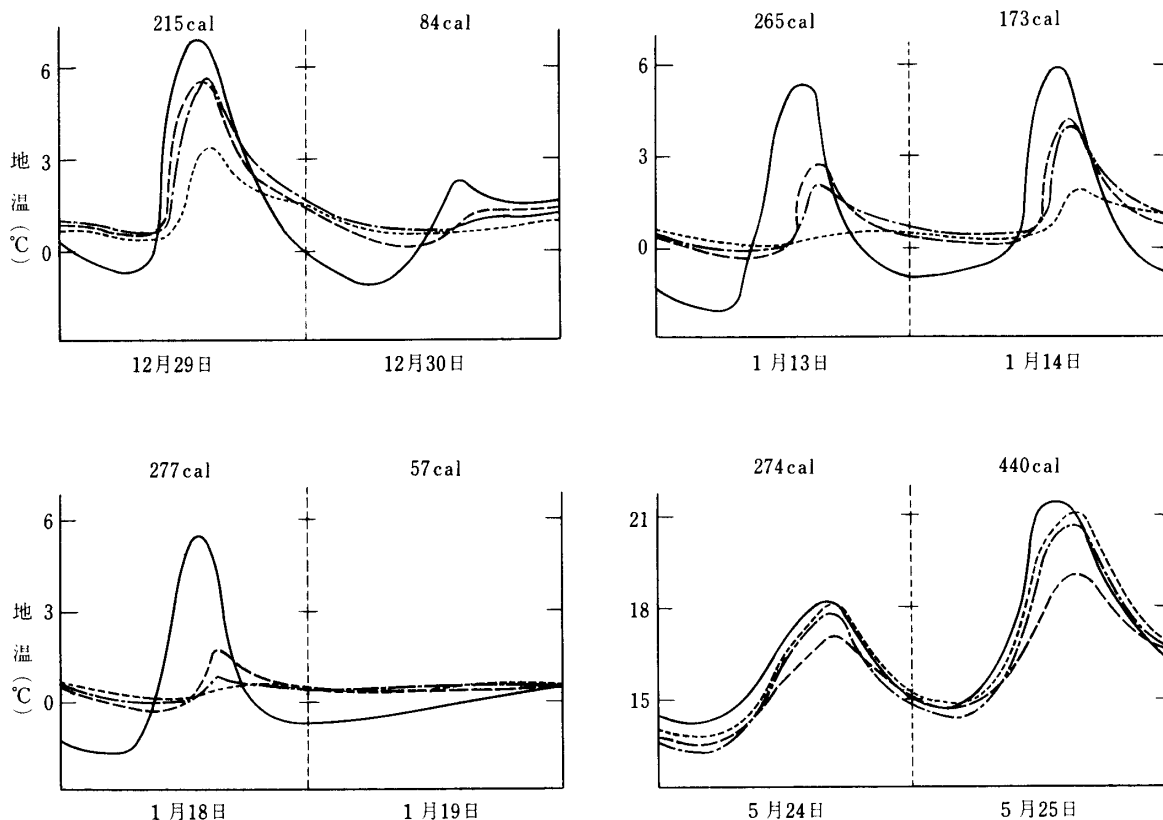 215cal 84cal
6
3
0
地温(℃)
12月29日 12月30日
265cal 173cal
6
3
0
1月13日 1月14日
277cal 57cal
6
3
0
地温(℃)
1月18日 1月19日
274cal 440cal
21
18
15
5月24日 5月25日